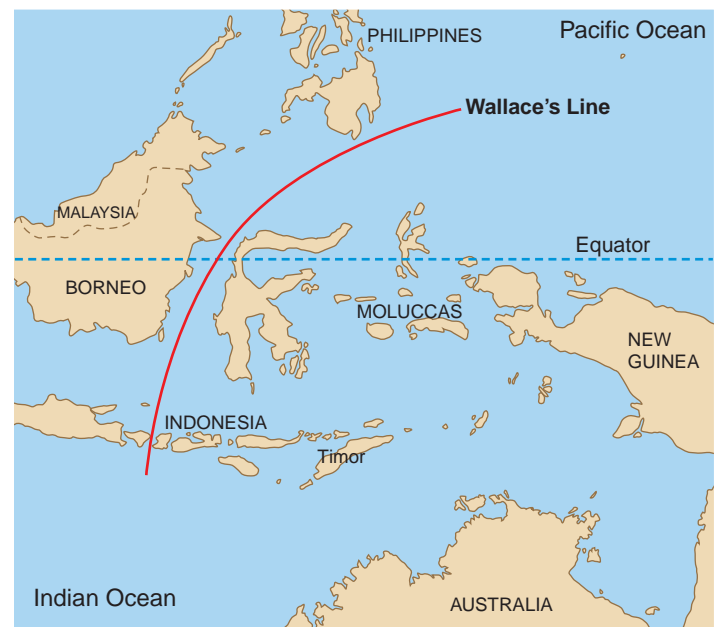 PHILIPPINES
Pacific Ocean
Wallace's Line
MALAYSIA
Equator
BORNEO
MOLUCCAS
NEW
GUINEA
INDONESIA
Timor
Indian Ocean
AUSTRALIA